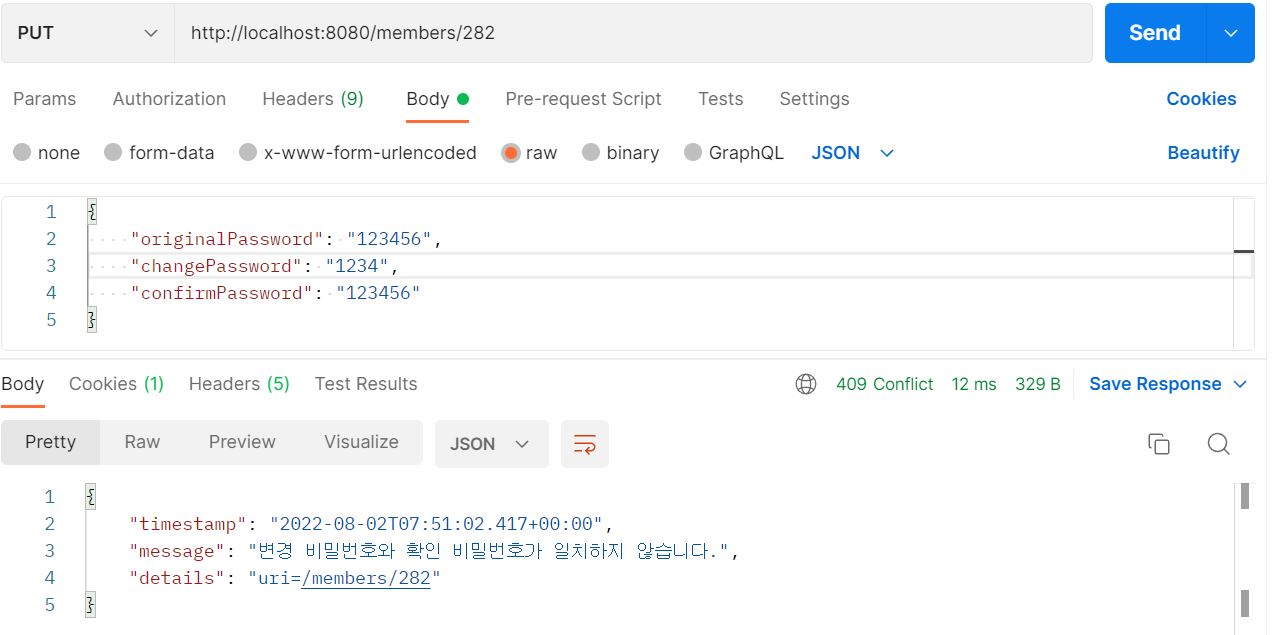 PUT http://localhost:8080/members/282 Send
Params Authorization Headers (9) Body Pre-request Script Tests Settings Cookies
none form-data x-www-form-urlencoded raw binary GraphQL JSON Beautify
1 {
2 "originalPassword": "123456",
3 "changePassword": "1234",
4 "confirmPassword": "123456"
5 }
Body Cookies (1) Headers (5) Test Results 409 Conflict 12 ms 329 B Save Response
Pretty Raw Preview Visualize JSON
1 {
2 "timestamp": "2022-08-02T07:51:02.417+00:00",
3 "message": "변경 비밀번호와 확인 비밀번호가 일치하지 않습니다.",
4 "details": "uri=/members/282"
5 }